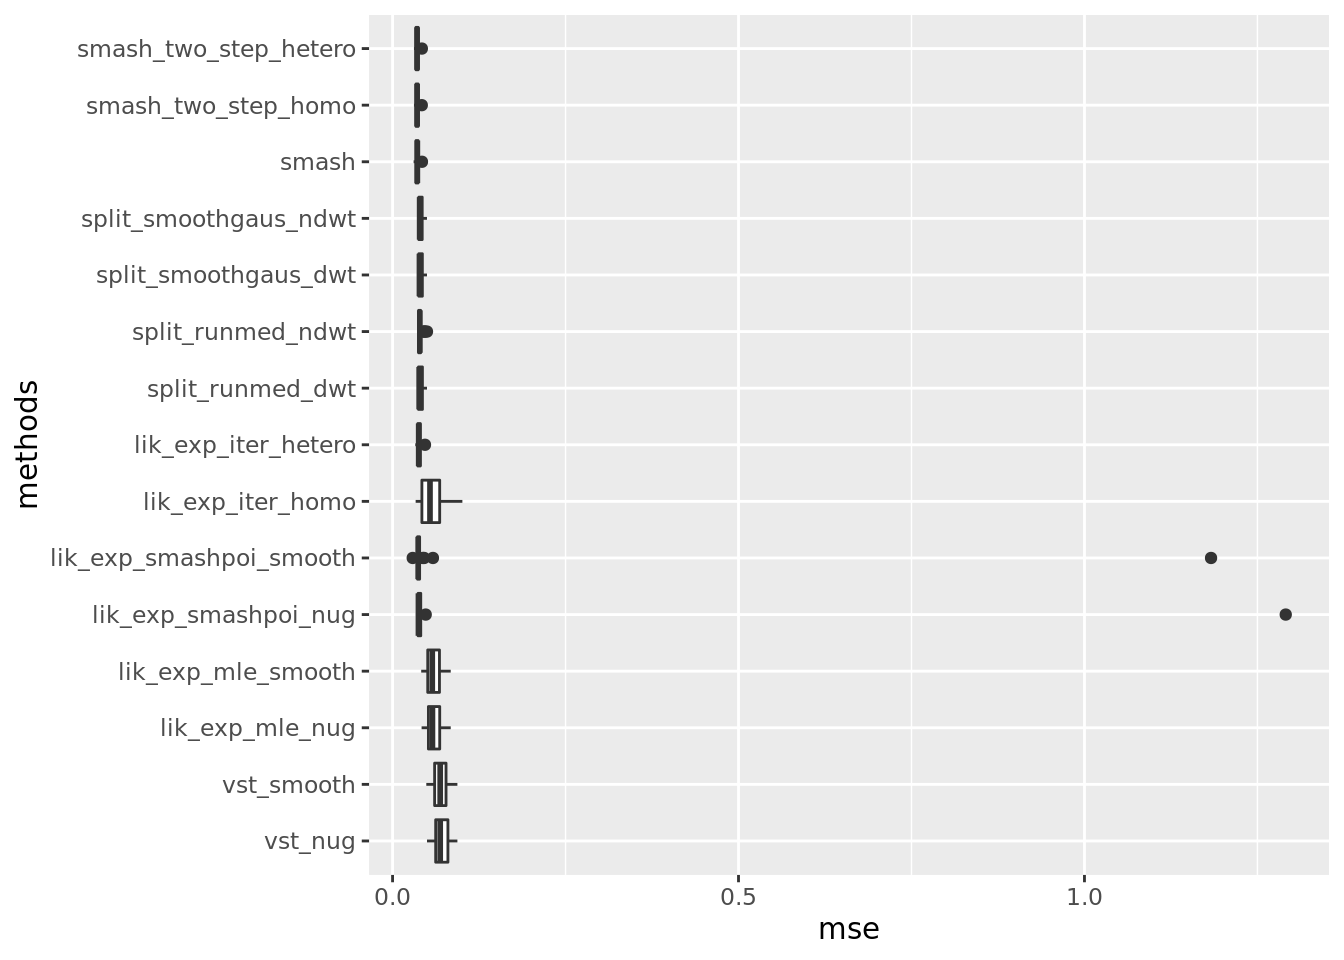 methods
smash_two_step_hetero
smash_two_step_homo
smash
split_smoothgaus_ndwt
split_smoothgaus_dwt
split_runmed_ndwt
split_runmed_dwt
lik_exp_iter_hetero
lik_exp_iter_homo
lik_exp_smashpoi_smooth
lik_exp_smashpoi_nug
lik_exp_mle_smooth
lik_exp_mle_nug
vst_smooth
vst_nug
0.0 0.5 1.0
mse